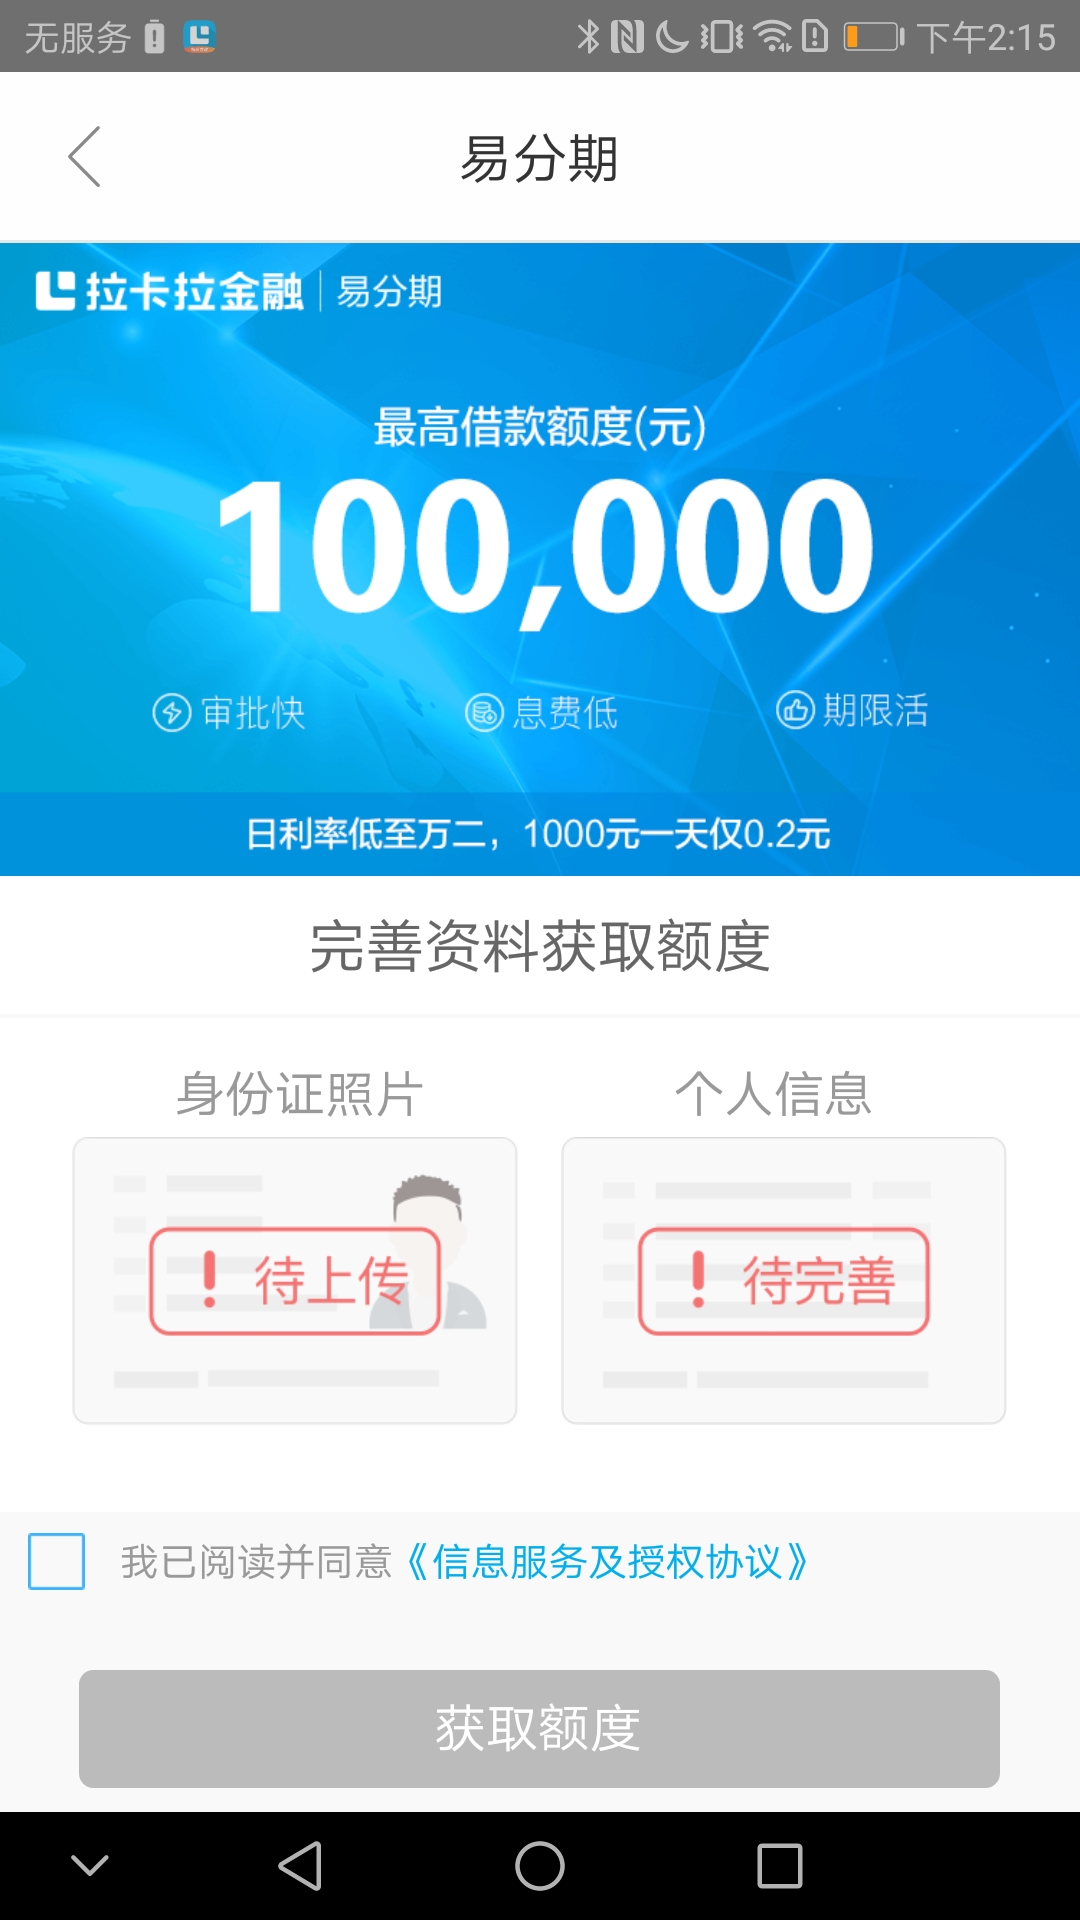 无服务 下午2:15
易分期
拉卡拉金融 易分期
最高借款额度(元)
100,000
审批快 息费低 期限活
日利率低至万二，1000元一天仅0.2元
完善资料获取额度
身份证照片 个人信息
! 待上传 ! 待完善
我已阅读并同意《信息服务及授权协议》
获取额度